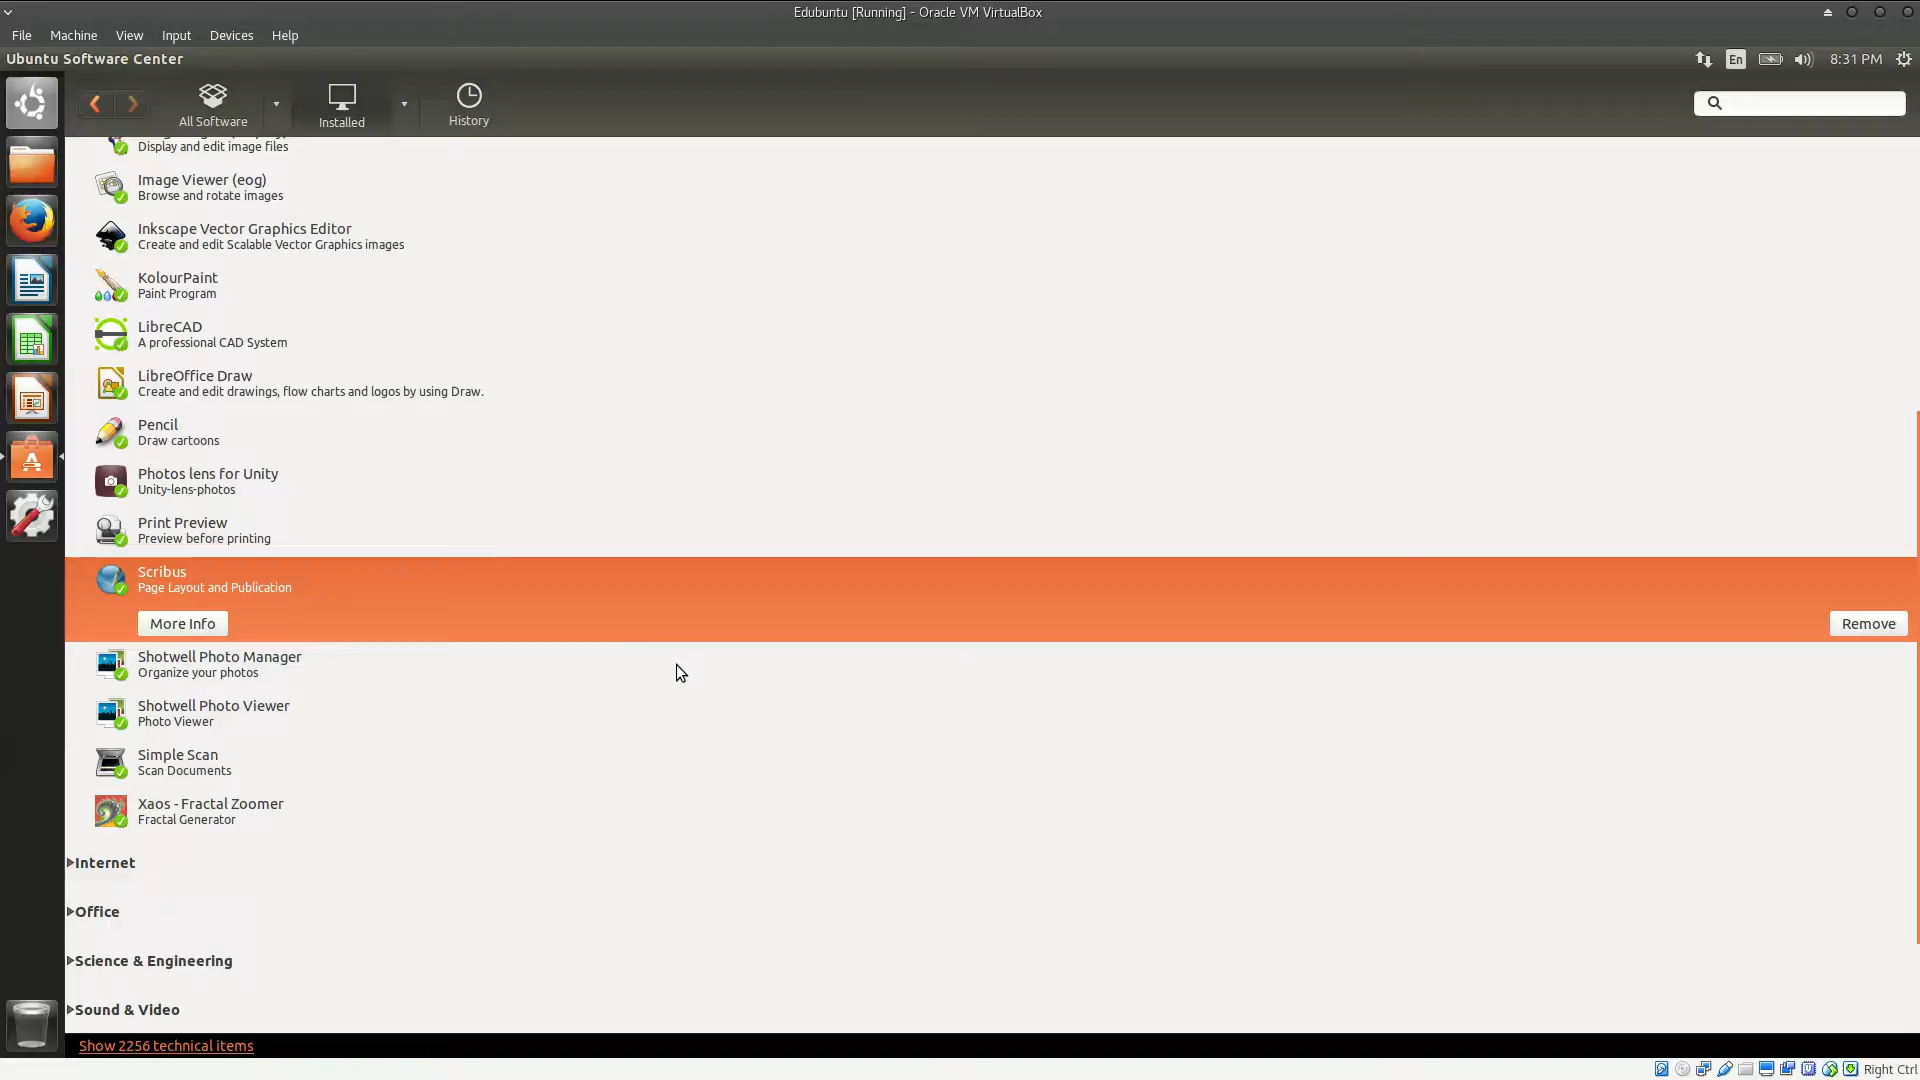 Edubuntu [Running] - Oracle VM VirtualBox
File Machine View Input Devices Help
Ubuntu Software Center
En
8:31 PM
All Software
Installed
History
Display and edit image files
Image Viewer (eog)
Browse and rotate images
Inkscape Vector Graphics Editor
Create and edit Scalable Vector Graphics images
KolourPaint
Paint Program
LibreCAD
A professional CAD System
LibreOffice Draw
Create and edit drawings, flow charts and logos by using Draw.
Pencil
Draw cartoons
Photos lens for Unity
Unity-lens-photos
Print Preview
Preview before printing
Scribus
Page Layout and Publication
More Info
Remove
Shotwell Photo Manager
Organize your photos
Shotwell Photo Viewer
Photo Viewer
Simple Scan
Scan Documents
Xaos - Fractal Zoomer
Fractal Generator
Internet
Office
Science & Engineering
Sound & Video
Show 2256 technical items
Right Ctrl